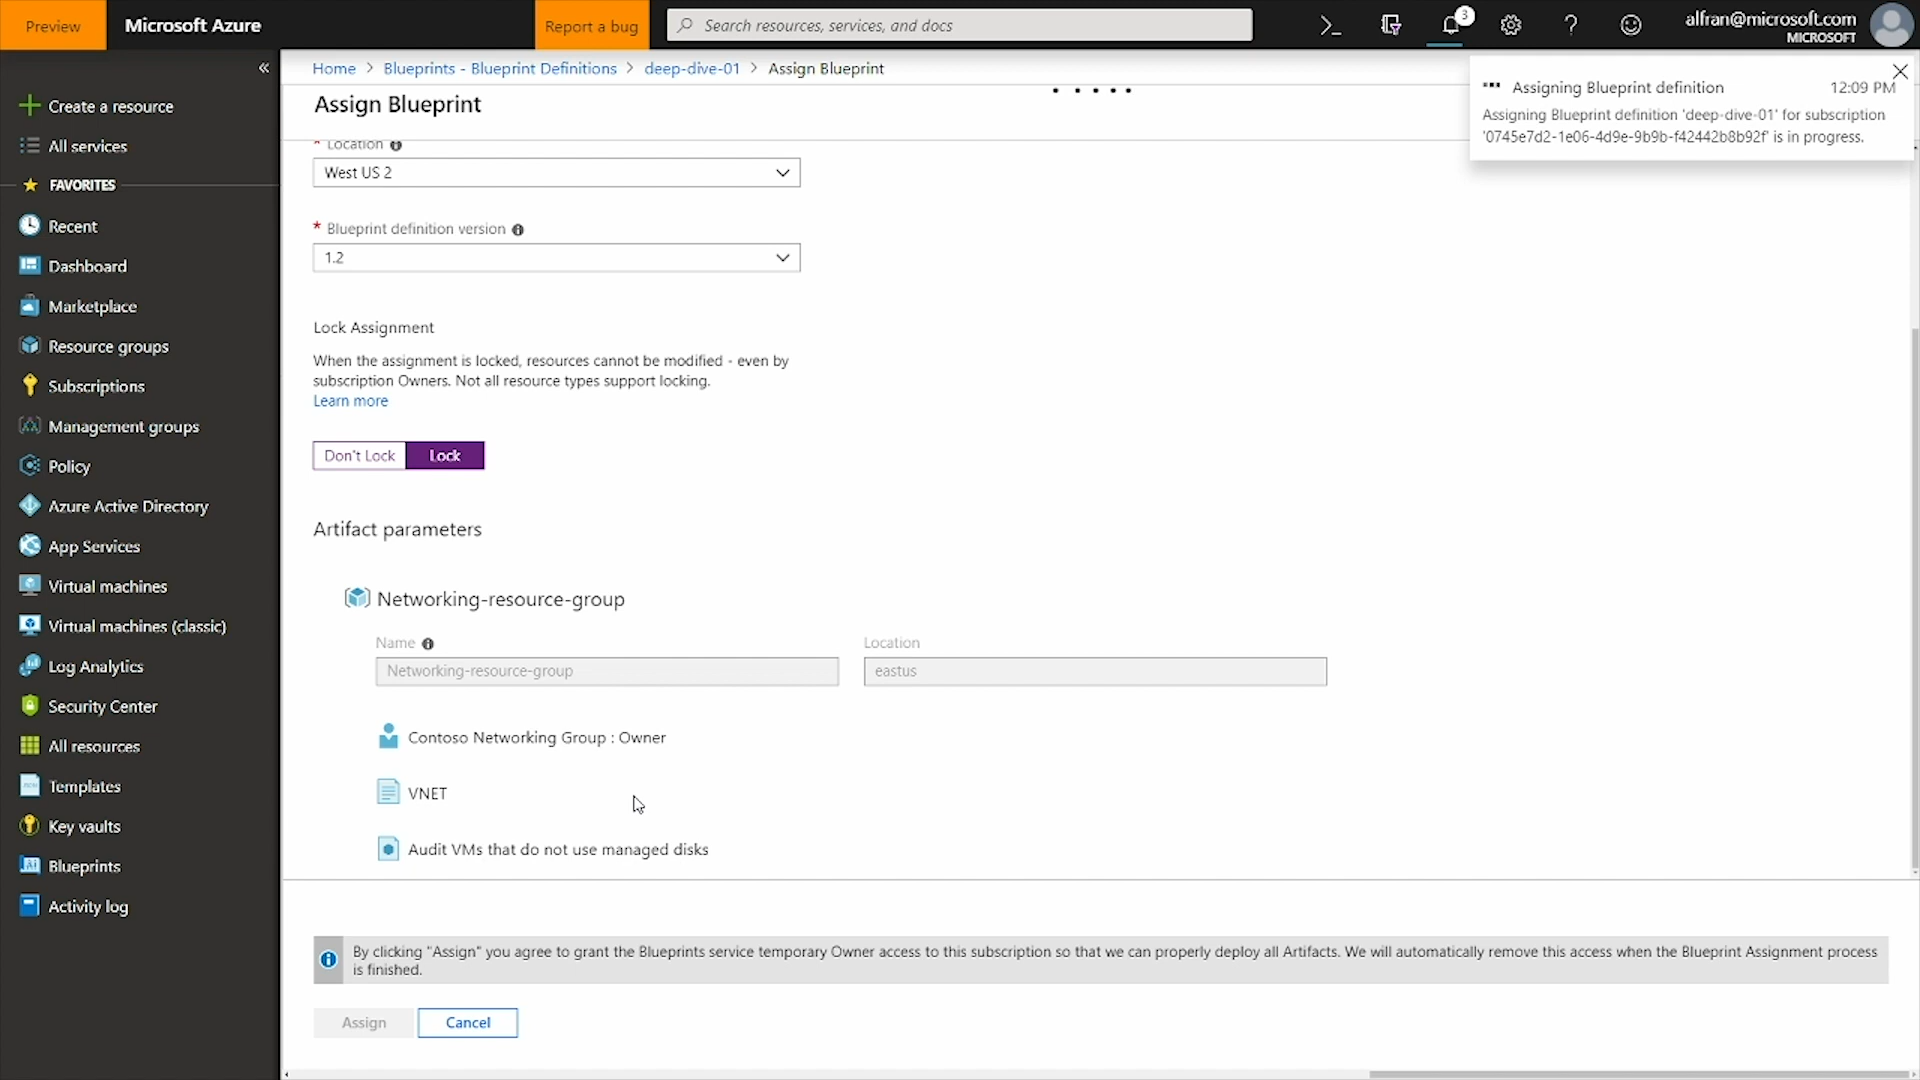 Preview
Microsoft Azure
Report a bug
Search resources, services, and docs
3
alfran@microsoft.com
MICROSOFT
Create a resource
All services
FAVORITES
Recent
Dashboard
Marketplace
Resource groups
Subscriptions
Management groups
Policy
Azure Active Directory
App Services
Virtual machines
Virtual machines (classic)
Log Analytics
Security Center
All resources
Templates
Key vaults
Blueprints
Activity log
Home > Blueprints - Blueprint Definitions > deep-dive-01 > Assign Blueprint
Assign Blueprint
Assigning Blueprint definition 12:09 PM
Assigning Blueprint definition 'deep-dive-01' for subscription
'0745e7d2-1e06-4d9e-9b9b-f42442b8b92f' is in progress.
* Location
West US 2
* Blueprint definition version
1.2
Lock Assignment
When the assignment is locked, resources cannot be modified - even by
subscription Owners. Not all resource types support locking.
Learn more
Don't Lock Lock
Artifact parameters
Networking-resource-group
Name Location
Networking-resource-group eastus
Contoso Networking Group : Owner
VNET
Audit VMs that do not use managed disks
By clicking "Assign" you agree to grant the Blueprints service temporary Owner access to this subscription so that we can properly deploy all Artifacts. We will automatically remove this access when the Blueprint Assignment process
is finished.
Assign Cancel